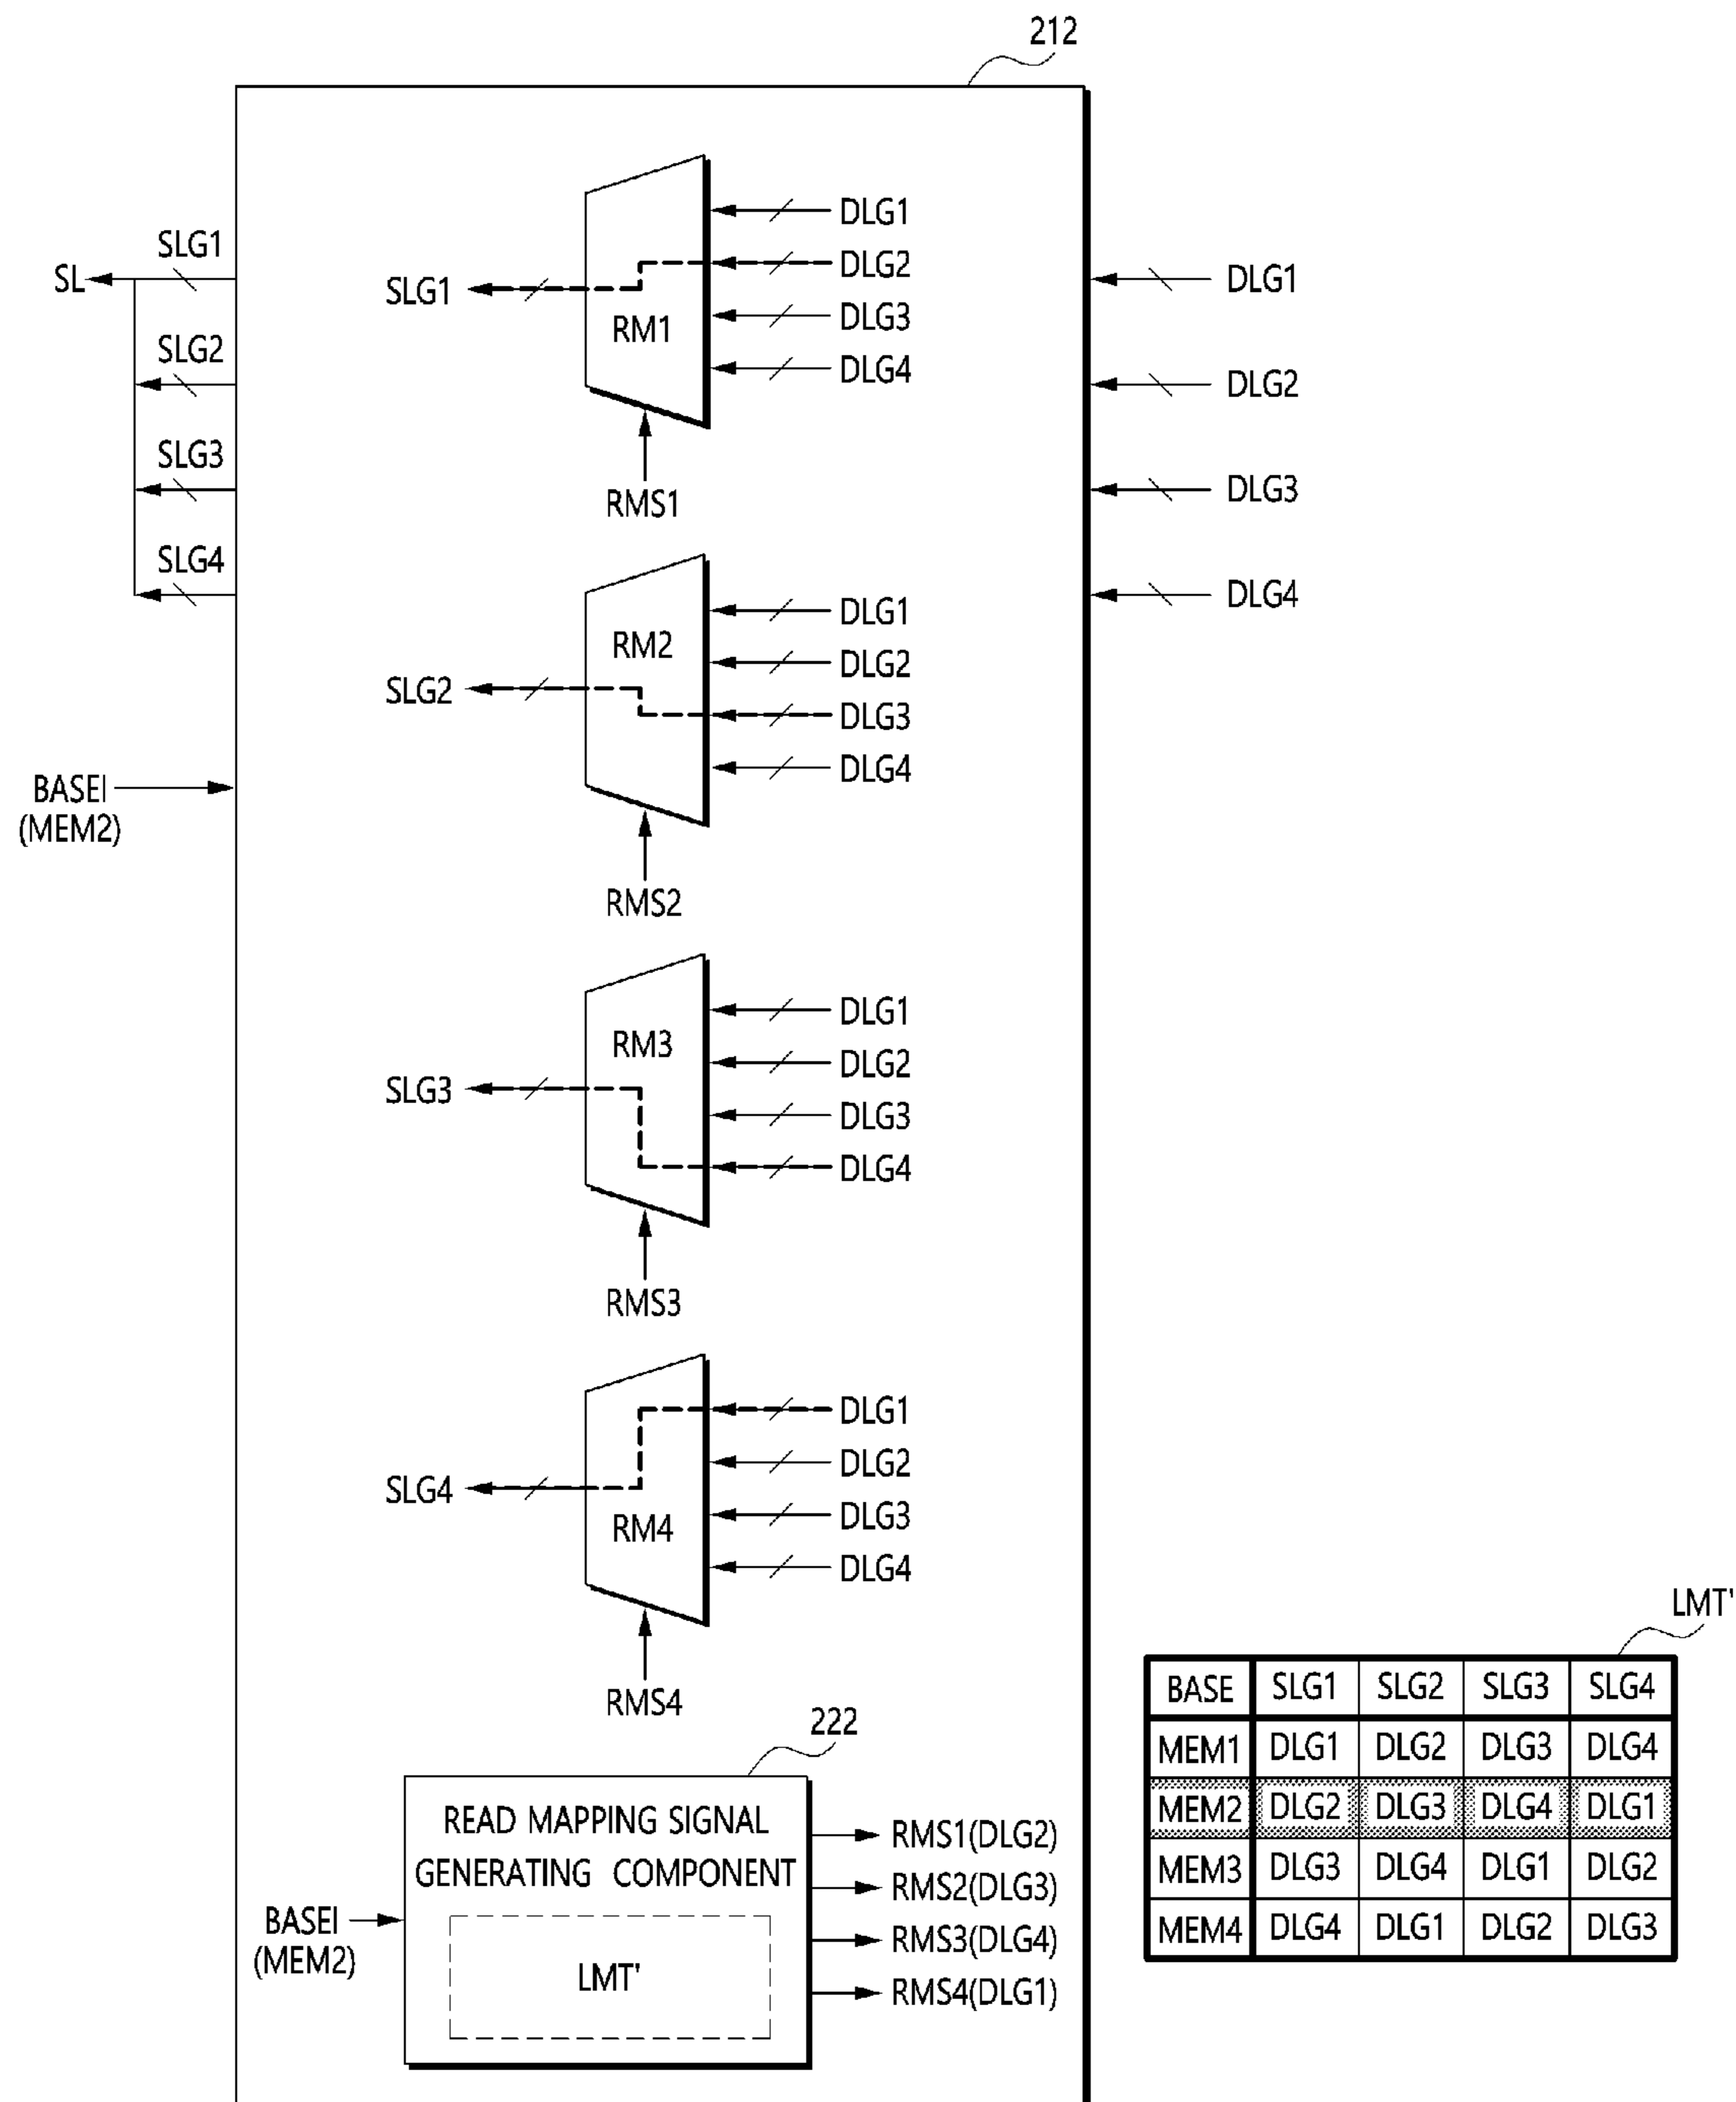 212
SL
SLG1
SLG2
SLG3
SLG4
BASEI
(MEM2)
SLG1
RM1
DLG1
DLG2
DLG3
DLG4
RMS1
SLG2
RM2
DLG1
DLG2
DLG3
DLG4
RMS2
SLG3
RM3
DLG1
DLG2
DLG3
DLG4
RMS3
SLG4
RM4
DLG1
DLG2
DLG3
DLG4
RMS4
DLG1
DLG2
DLG3
DLG4
222
READ MAPPING SIGNAL
GENERATING COMPONENT
LMT'
BASEI
(MEM2)
RMS1(DLG2)
RMS2(DLG3)
RMS3(DLG4)
RMS4(DLG1)
LMT'
BASE SLG1 SLG2 SLG3 SLG4
MEM1 DLG1 DLG2 DLG3 DLG4
MEM2 DLG2 DLG3 DLG4 DLG1
MEM3 DLG3 DLG4 DLG1 DLG2
MEM4 DLG4 DLG1 DLG2 DLG3